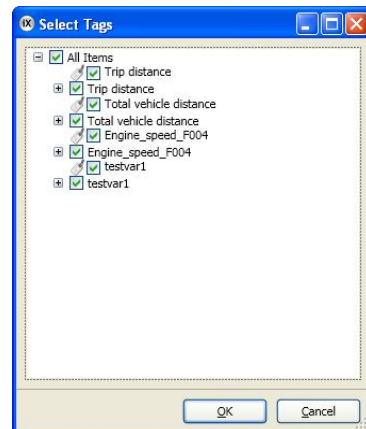 iX Select Tags
All Items
Trip distance
Trip distance
Total vehicle distance
Total vehicle distance
Engine_speed_F004
Engine_speed_F004
testvar1
testvar1
OK Cancel